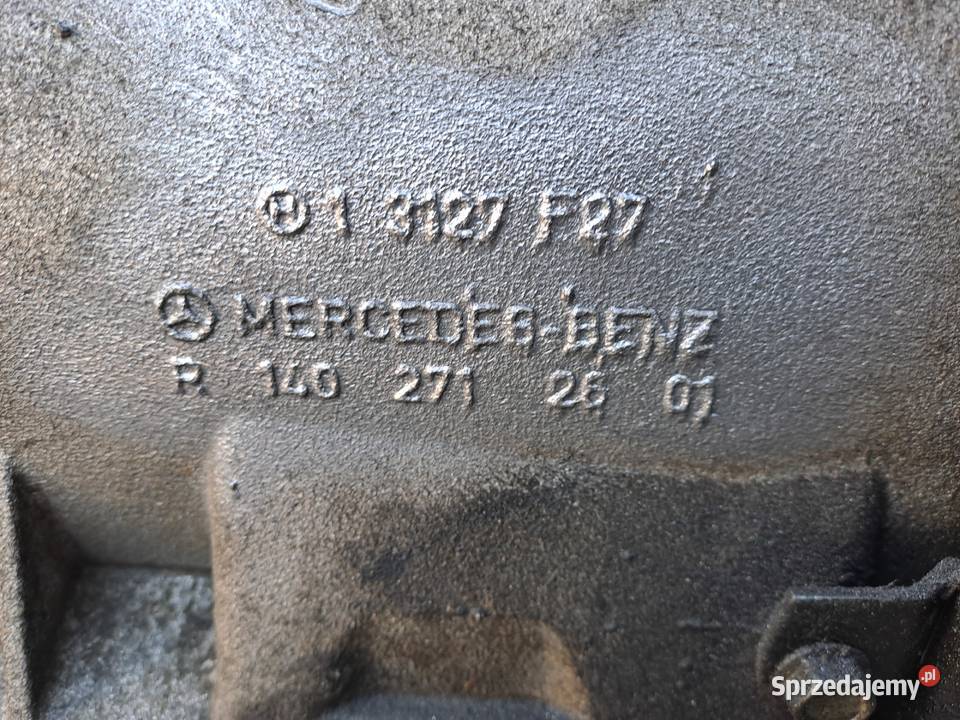 H 1 3127 F27
MERCEDES-BENZ
R 140 271 26 01
Sprzedajemy.pl